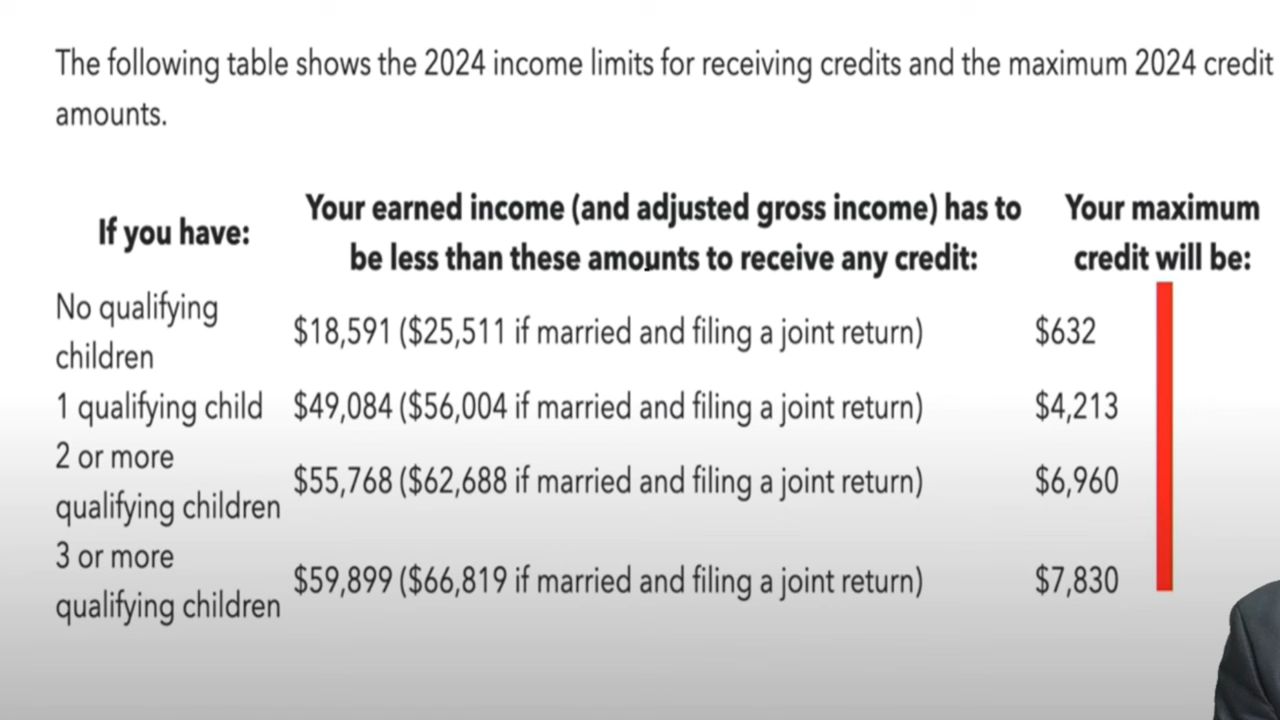 The following table shows the 2024 income limits for receiving credits and the maximum 2024 credit
amounts.
If you have:
Your earned income (and adjusted gross income) has to
be less than these amounts to receive any credit:
Your maximum
credit will be:
No qualifying
children
$18,591 ($25,511 if married and filing a joint return)
$632
1 qualifying child
$49,084 ($56,004 if married and filing a joint return)
$4,213
2 or more
qualifying children
$55,768 ($62,688 if married and filing a joint return)
$6,960
3 or more
qualifying children
$59,899 ($66,819 if married and filing a joint return)
$7,830